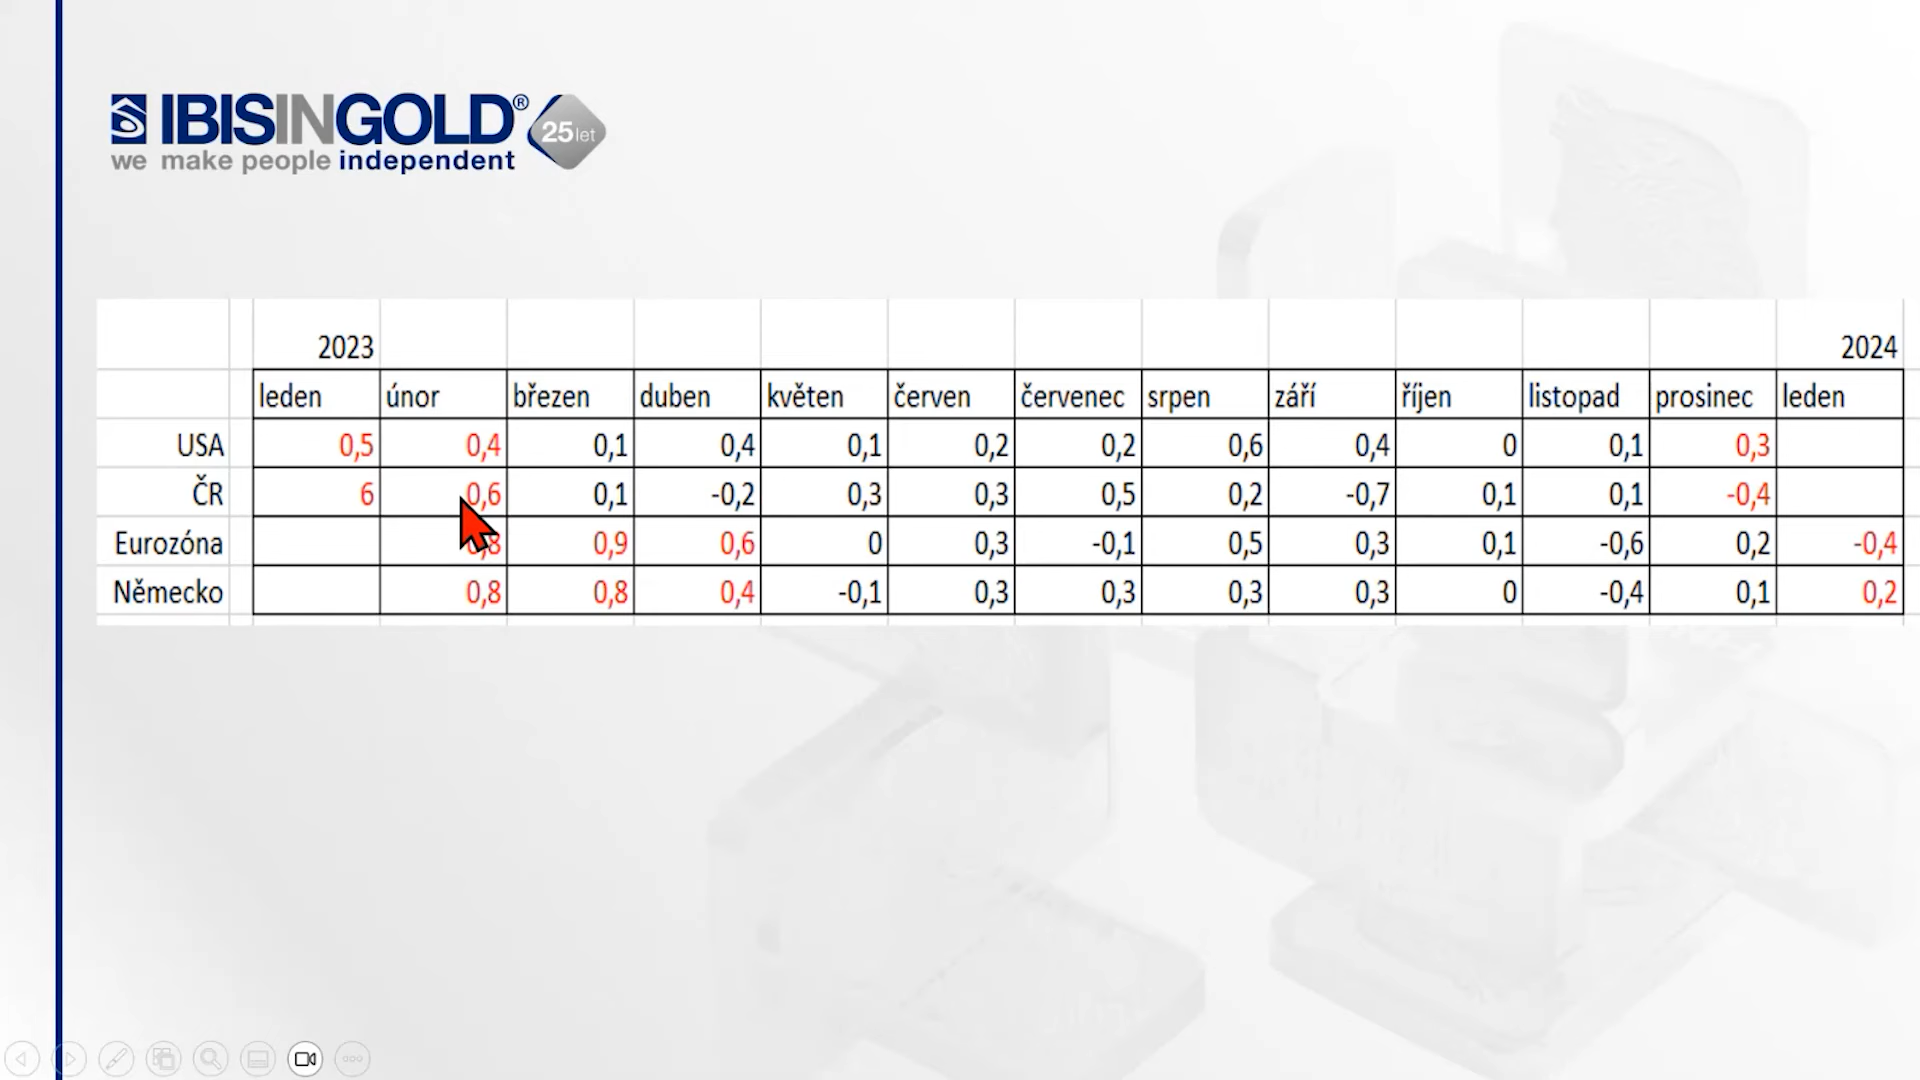 IBISINGOLD®
25let
we make people independent
2023 2024
leden únor březen duben květen červen červenec srpen září říjen listopad prosinec leden
USA 0,5 0,4 0,1 0,4 0,1 0,2 0,2 0,6 0,4 0 0,1 0,3
ČR 6 0,6 0,1 -0,2 0,3 0,3 0,5 0,2 -0,7 0,1 0,1 -0,4
Eurozóna 0,8 0,9 0,6 0 0,3 -0,1 0,5 0,3 0,1 -0,6 0,2 -0,4
Německo 0,8 0,8 0,4 -0,1 0,3 0,3 0,3 0,3 0 -0,4 0,1 0,2